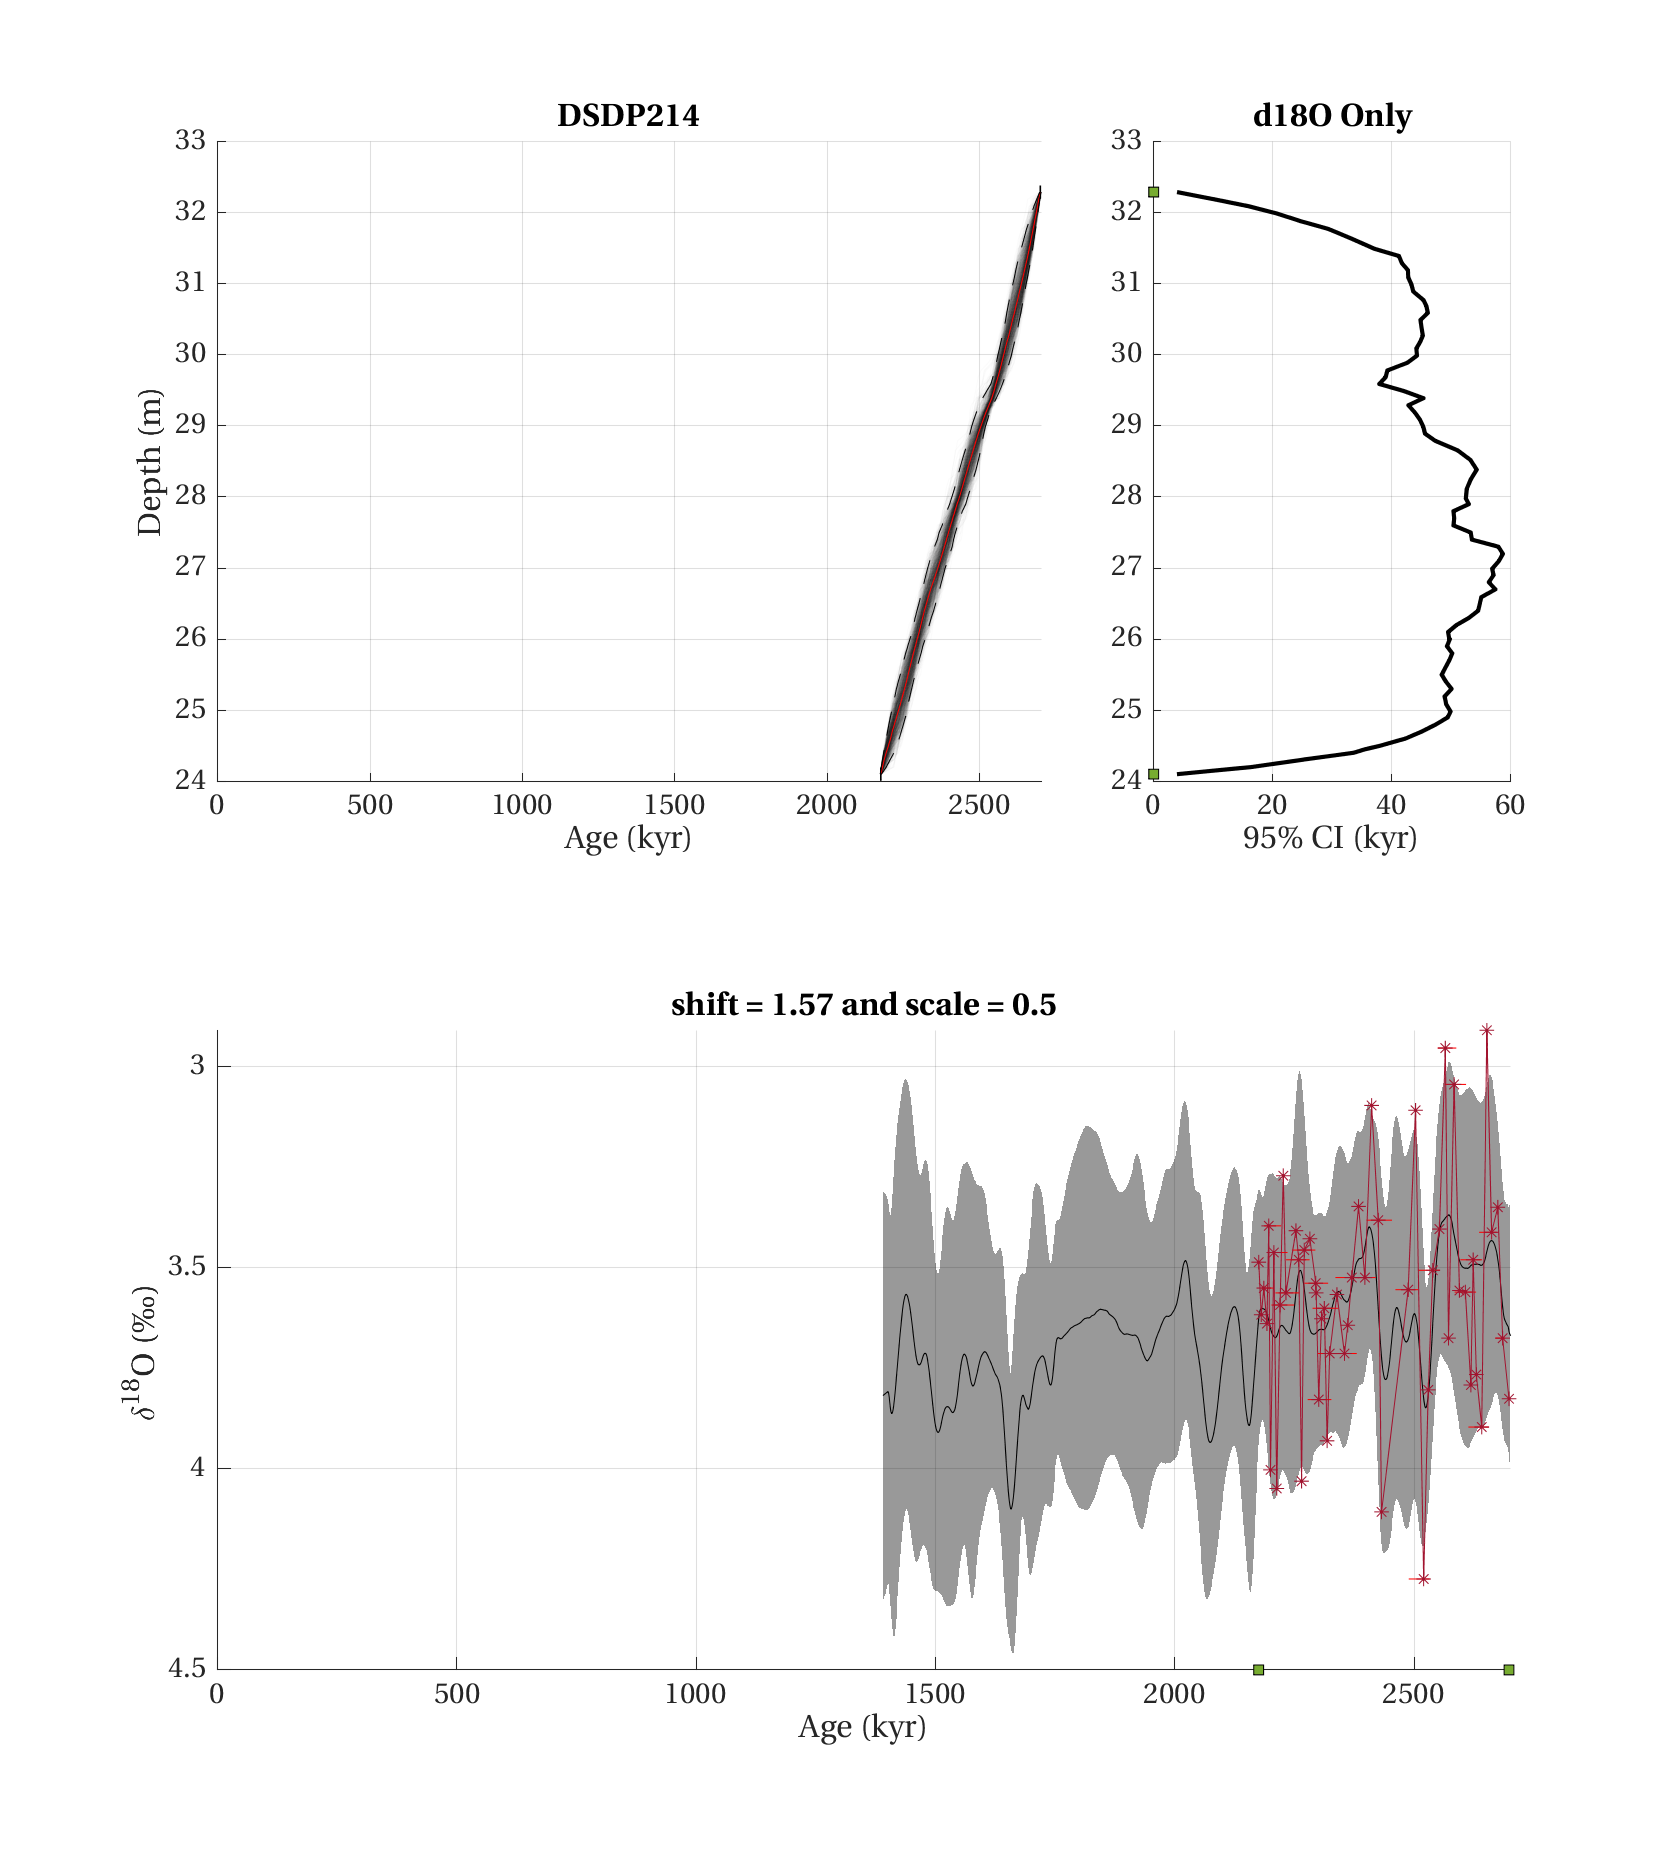 DSDP214
33
32
31
30
29
28
27
26
25
24
Depth (m)
0 500 1000 1500 2000 2500
Age (kyr)
d18O Only
33
32
31
30
29
28
27
26
25
24
0 20 40 60
95% CI (kyr)
shift = 1.57 and scale = 0.5
3
3.5
4
4.5
δ¹⁸O (‰)
0 500 1000 1500 2000 2500
Age (kyr)